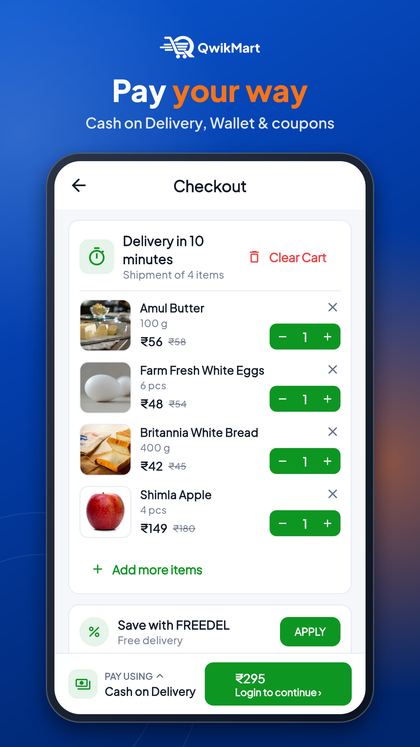 QwikMart
Pay your way
Cash on Delivery, Wallet & coupons
Checkout
Delivery in 10
minutes
Shipment of 4 items
Clear Cart
Amul Butter
100 g
₹56 ₹58
− 1 +
Farm Fresh White Eggs
6 pcs
₹48 ₹54
− 1 +
Britannia White Bread
400 g
₹42 ₹45
− 1 +
Shimla Apple
4 pcs
₹149 ₹180
− 1 +
+ Add more items
Save with FREEDEL
Free delivery
APPLY
PAY USING
Cash on Delivery
₹295
Login to continue ›